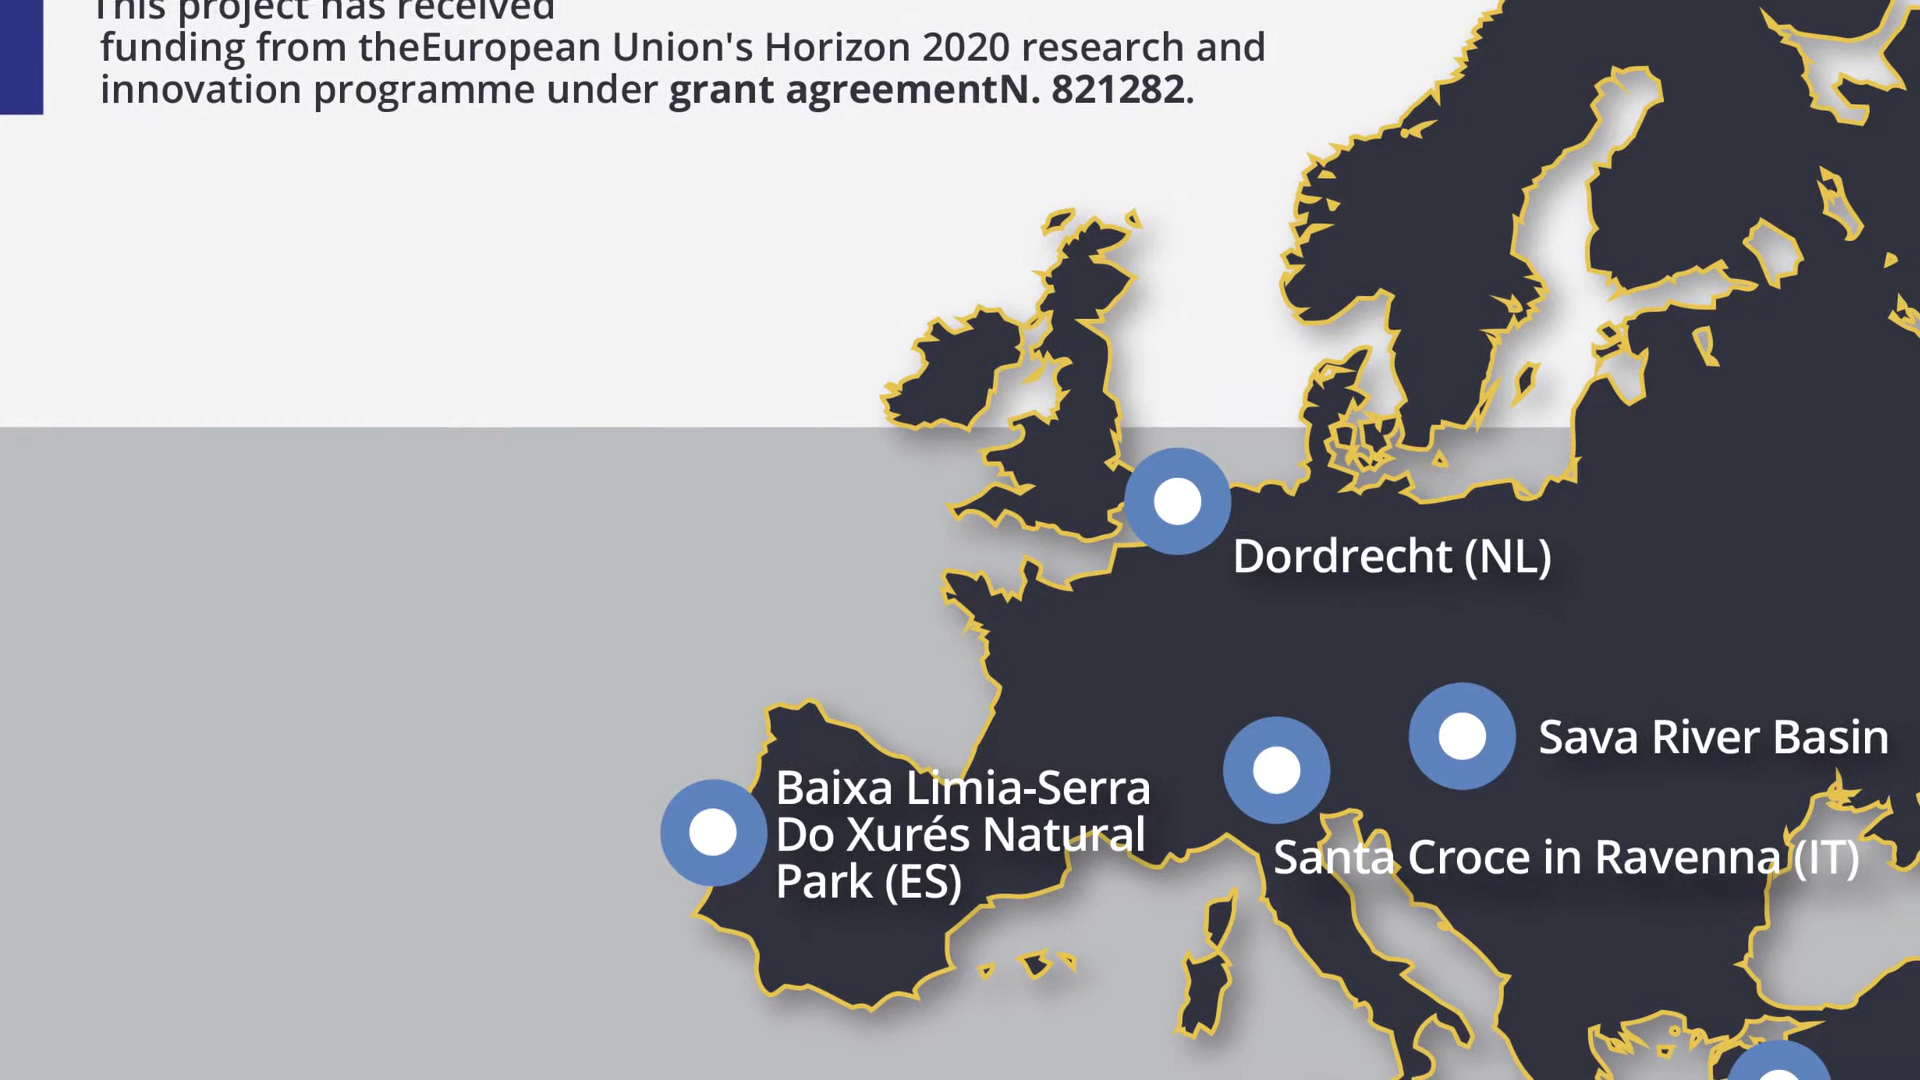 This project has received
funding from theEuropean Union's Horizon 2020 research and
innovation programme under grant agreementN. 821282.
Dordrecht (NL)
Sava River Basin
Baixa Limia-Serra
Do Xurés Natural
Park (ES)
Santa Croce in Ravenna (IT)